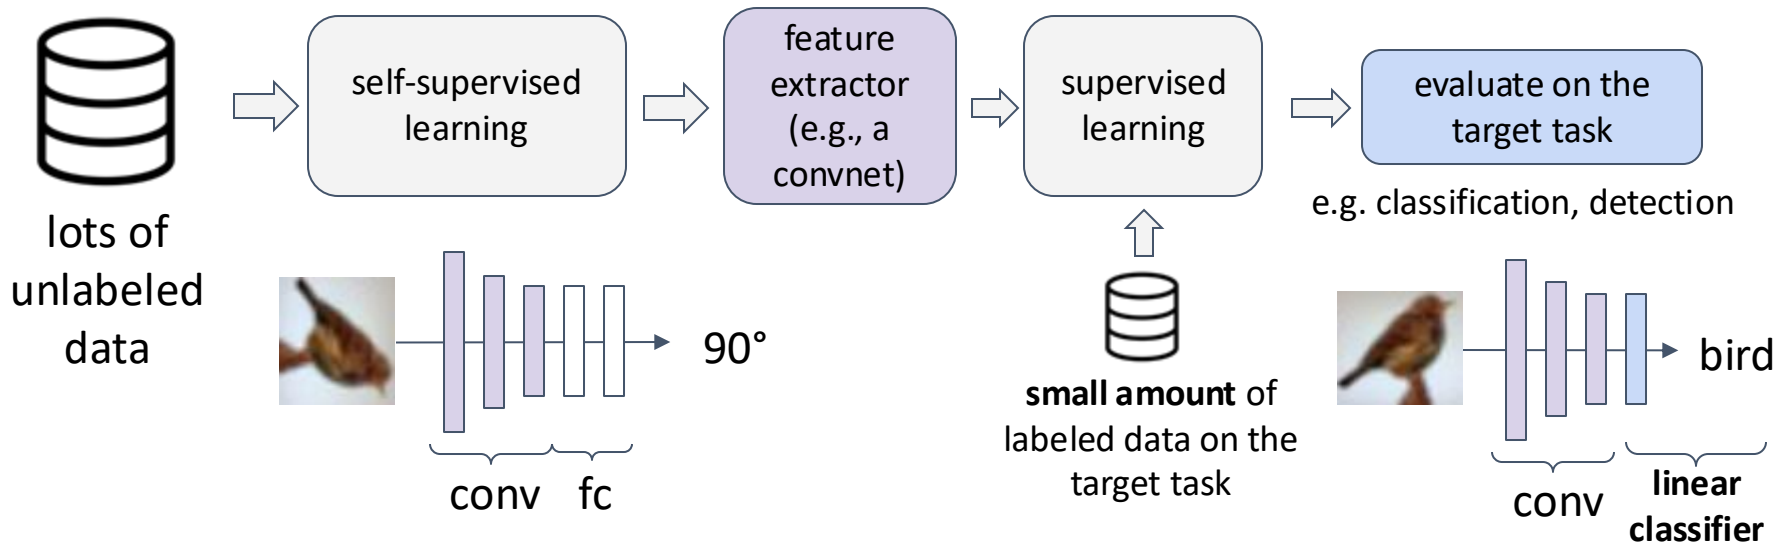 lots of
unlabeled
data
self-supervised
learning
conv
fc
90°
feature
extractor
(e.g., a
convnet)
supervised
learning
small amount of
labeled data on the
target task
evaluate on the
target task
e.g. classification, detection
conv
linear
classifier
bird